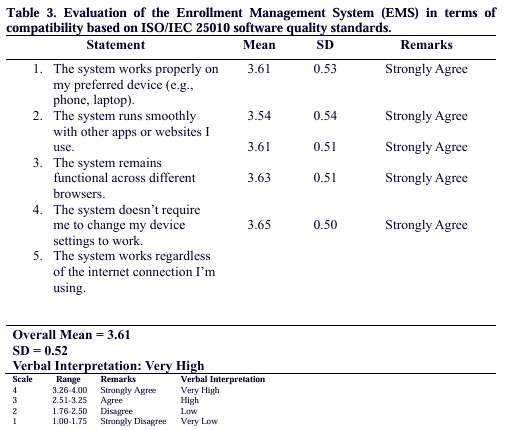 Table 3. Evaluation of the Enrollment Management System (EMS) in terms of
compatibility based on ISO/IEC 25010 software quality standards.
Statement Mean SD Remarks
1. The system works properly on 3.61 0.53 Strongly Agree
my preferred device (e.g.,
phone, laptop).
2. The system runs smoothly 3.54 0.54 Strongly Agree
with other apps or websites I
use. 3.61 0.51 Strongly Agree
3. The system remains
functional across different 3.63 0.51 Strongly Agree
browsers.
4. The system doesn't require
me to change my device 3.65 0.50 Strongly Agree
settings to work.
5. The system works regardless
of the internet connection I'm
using.
Overall Mean = 3.61
SD = 0.52
Verbal Interpretation: Very High
Scale Range Remarks Verbal Interpretation
4 3.26-4.00 Strongly Agree Very High
3 2.51-3.25 Agree High
2 1.76-2.50 Disagree Low
1 1.00-1.75 Strongly Disagree Very Low